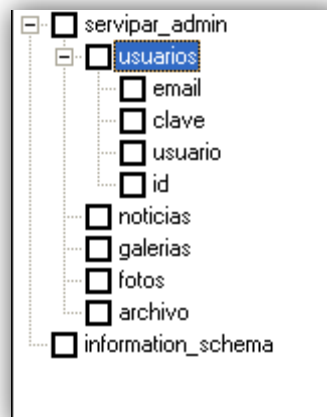 servipar_admin
usuarios
email
clave
usuario
id
noticias
galerias
fotos
archivo
information_schema